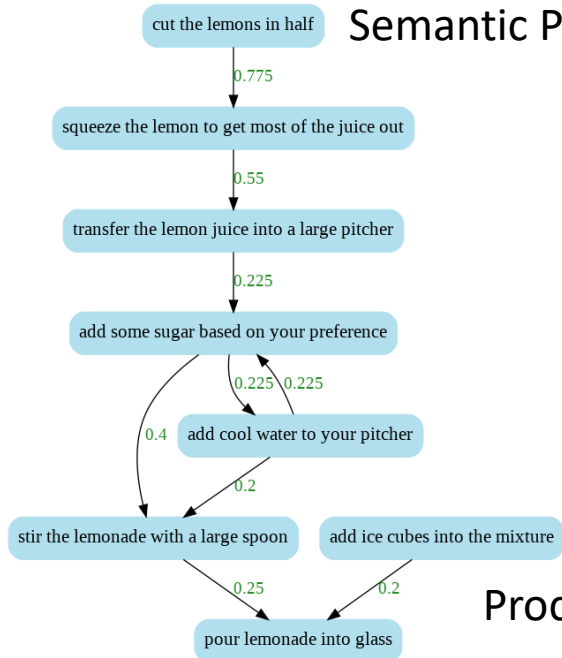 cut the lemons in half
Semantic P
0.775
squeeze the lemon to get most of the juice out
0.55
transfer the lemon juice into a large pitcher
0.225
add some sugar based on your preference
0.225 0.225
0.4
add cool water to your pitcher
0.2
stir the lemonade with a large spoon
add ice cubes into the mixture
0.25
0.2
Proc
pour lemonade into glass